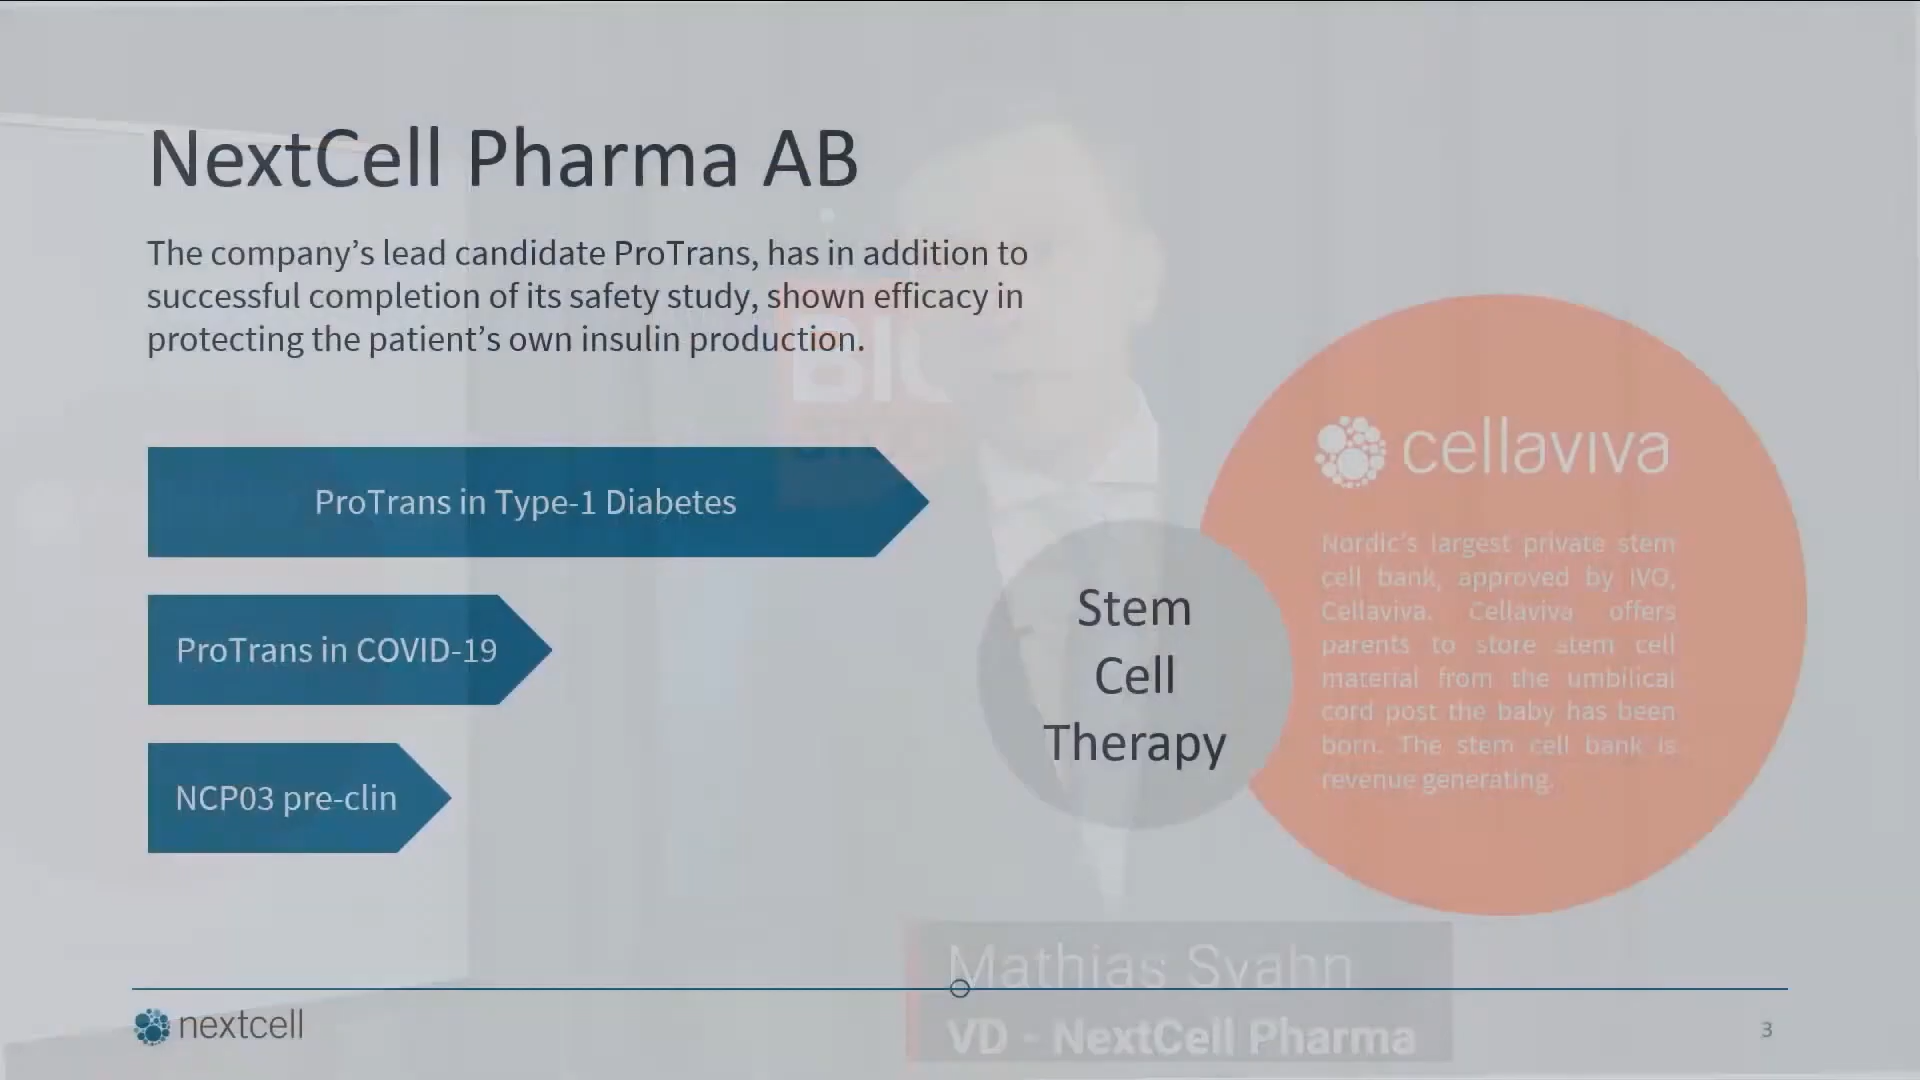 NextCell Pharma AB
The company’s lead candidate ProTrans, has in addition to
successful completion of its safety study, shown efficacy in
protecting the patient’s own insulin production.
ProTrans in Type-1 Diabetes
ProTrans in COVID-19
NCP03 pre-clin
Stem
Cell
Therapy
cellaviva
Nordic’s largest private stem
cell bank, approved by IVO,
Cellaviva. Cellaviva offers
parents to store stem cell
material from the umbilical
cord post the baby has been
born. The stem cell bank is
revenue generating.
Mathias Svahn
VD - NextCell Pharma
nextcell
3